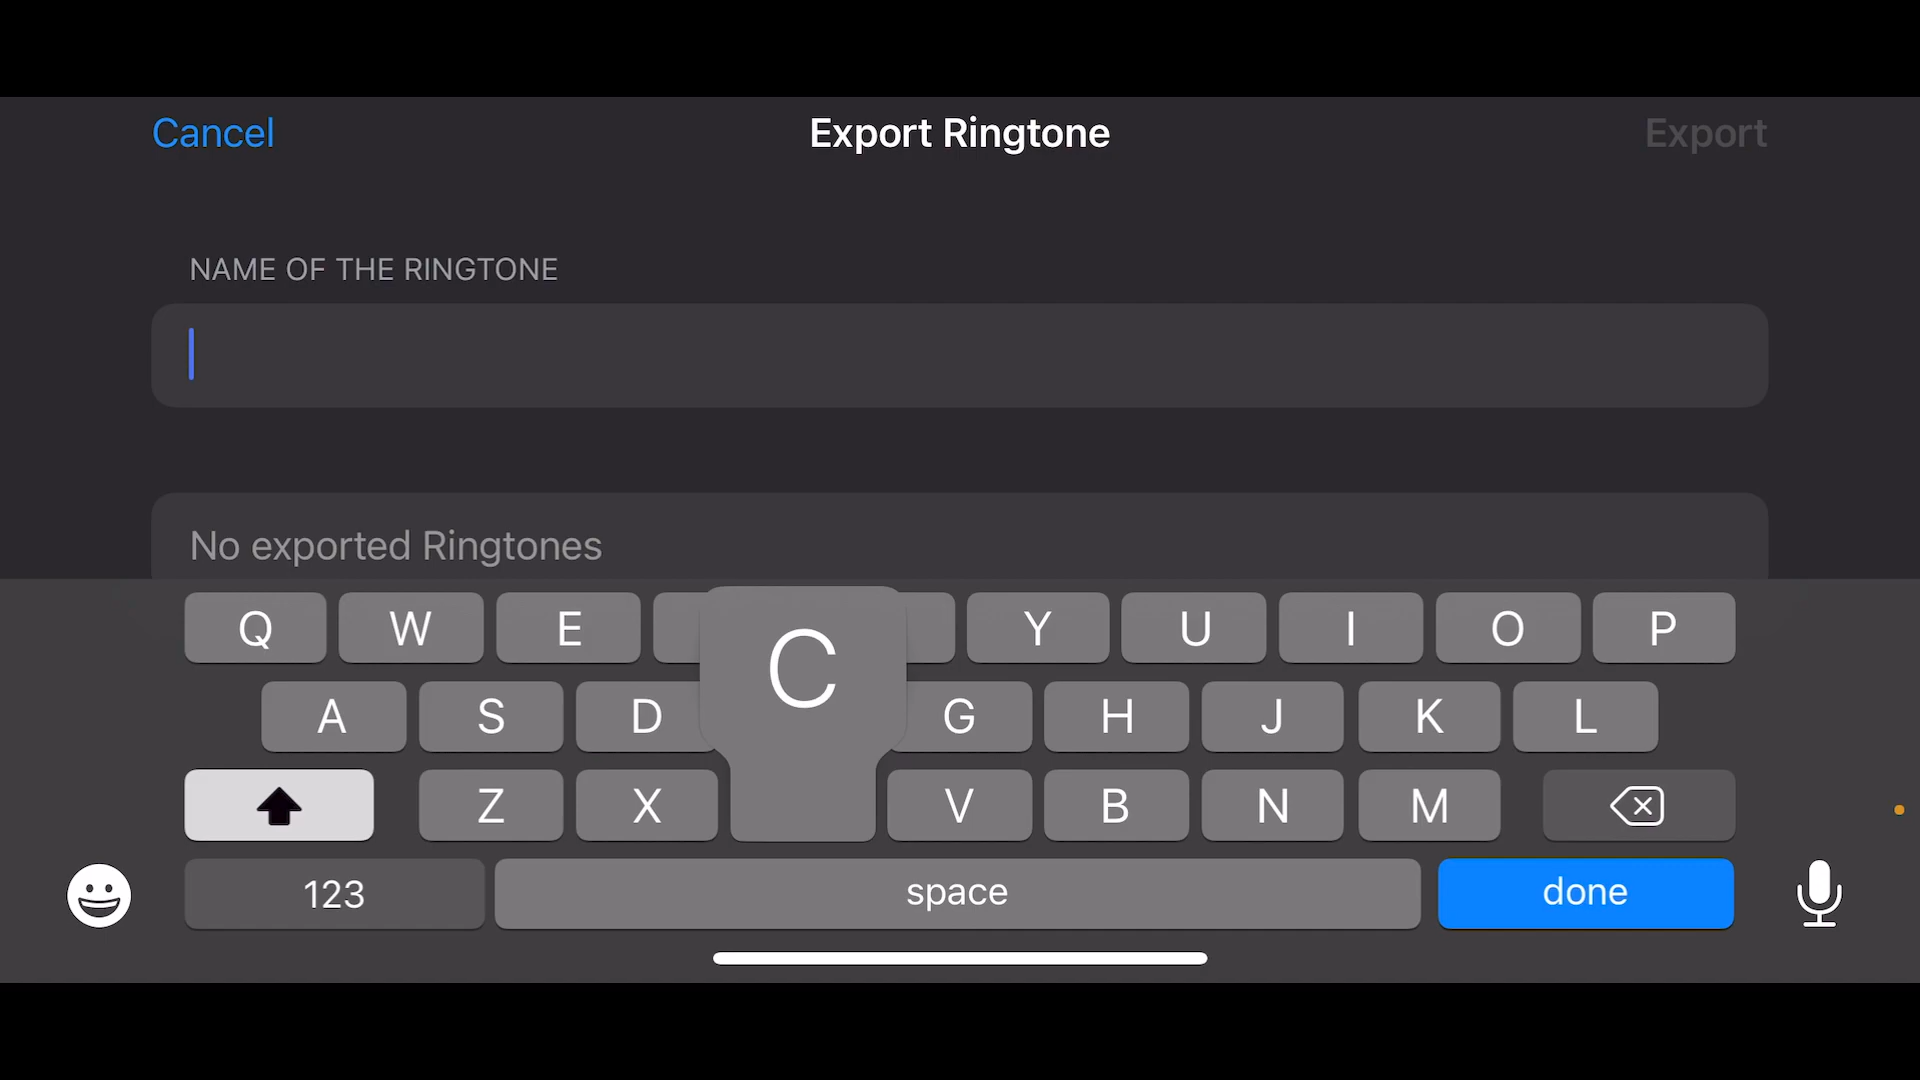 Cancel Export Ringtone Export
NAME OF THE RINGTONE
No exported Ringtones
Q W E Y U I O P
C
A S D G H J K L
Z X V B N M
123 space done